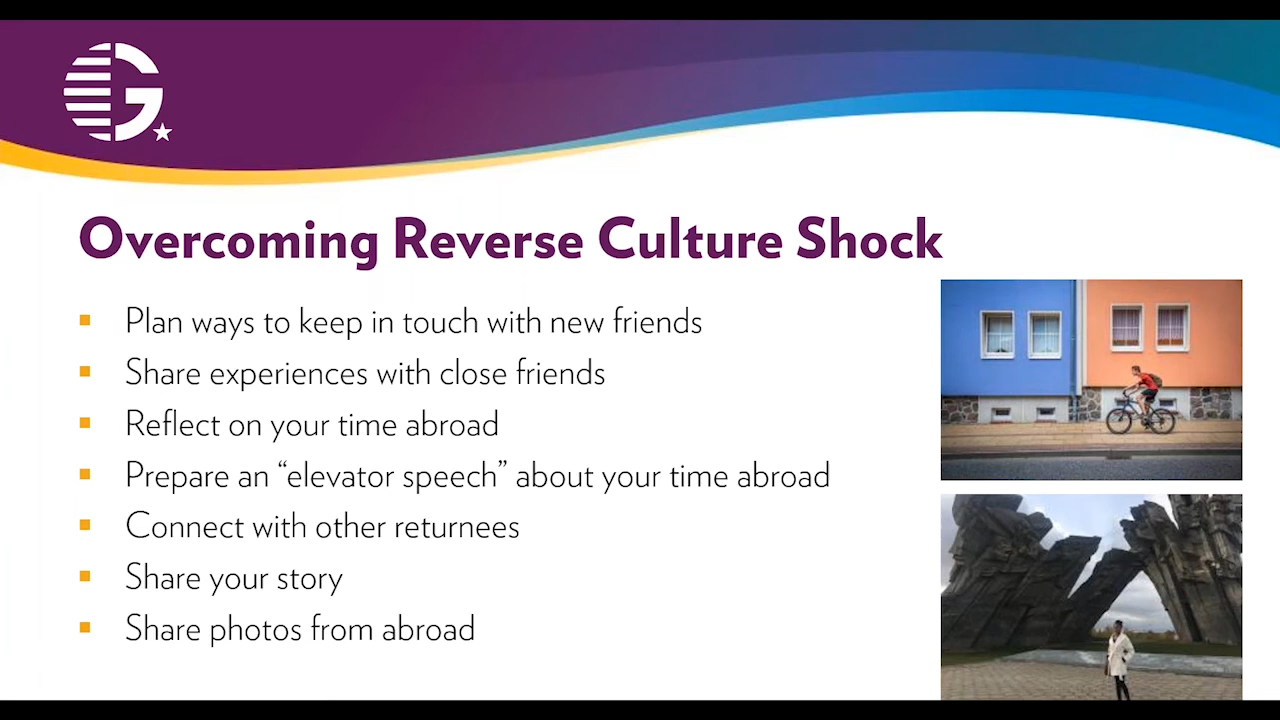 G
Overcoming Reverse Culture Shock
Plan ways to keep in touch with new friends
Share experiences with close friends
Reflect on your time abroad
Prepare an “elevator speech” about your time abroad
Connect with other returnees
Share your story
Share photos from abroad